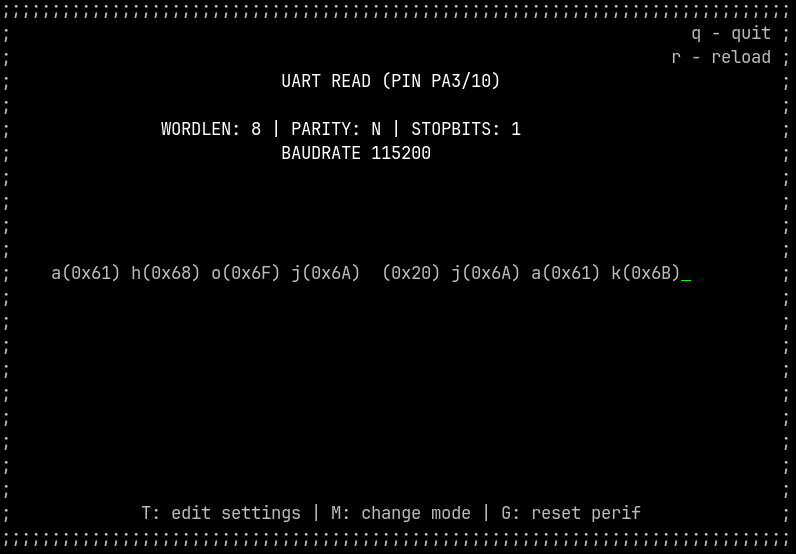 q - quit
r - reload
UART READ (PIN PA3/10)
WORDLEN: 8 | PARITY: N | STOPBITS: 1
BAUDRATE 115200
a(0x61) h(0x68) o(0x6F) j(0x6A)  (0x20) j(0x6A) a(0x61) k(0x6B)_
T: edit settings | M: change mode | G: reset perif